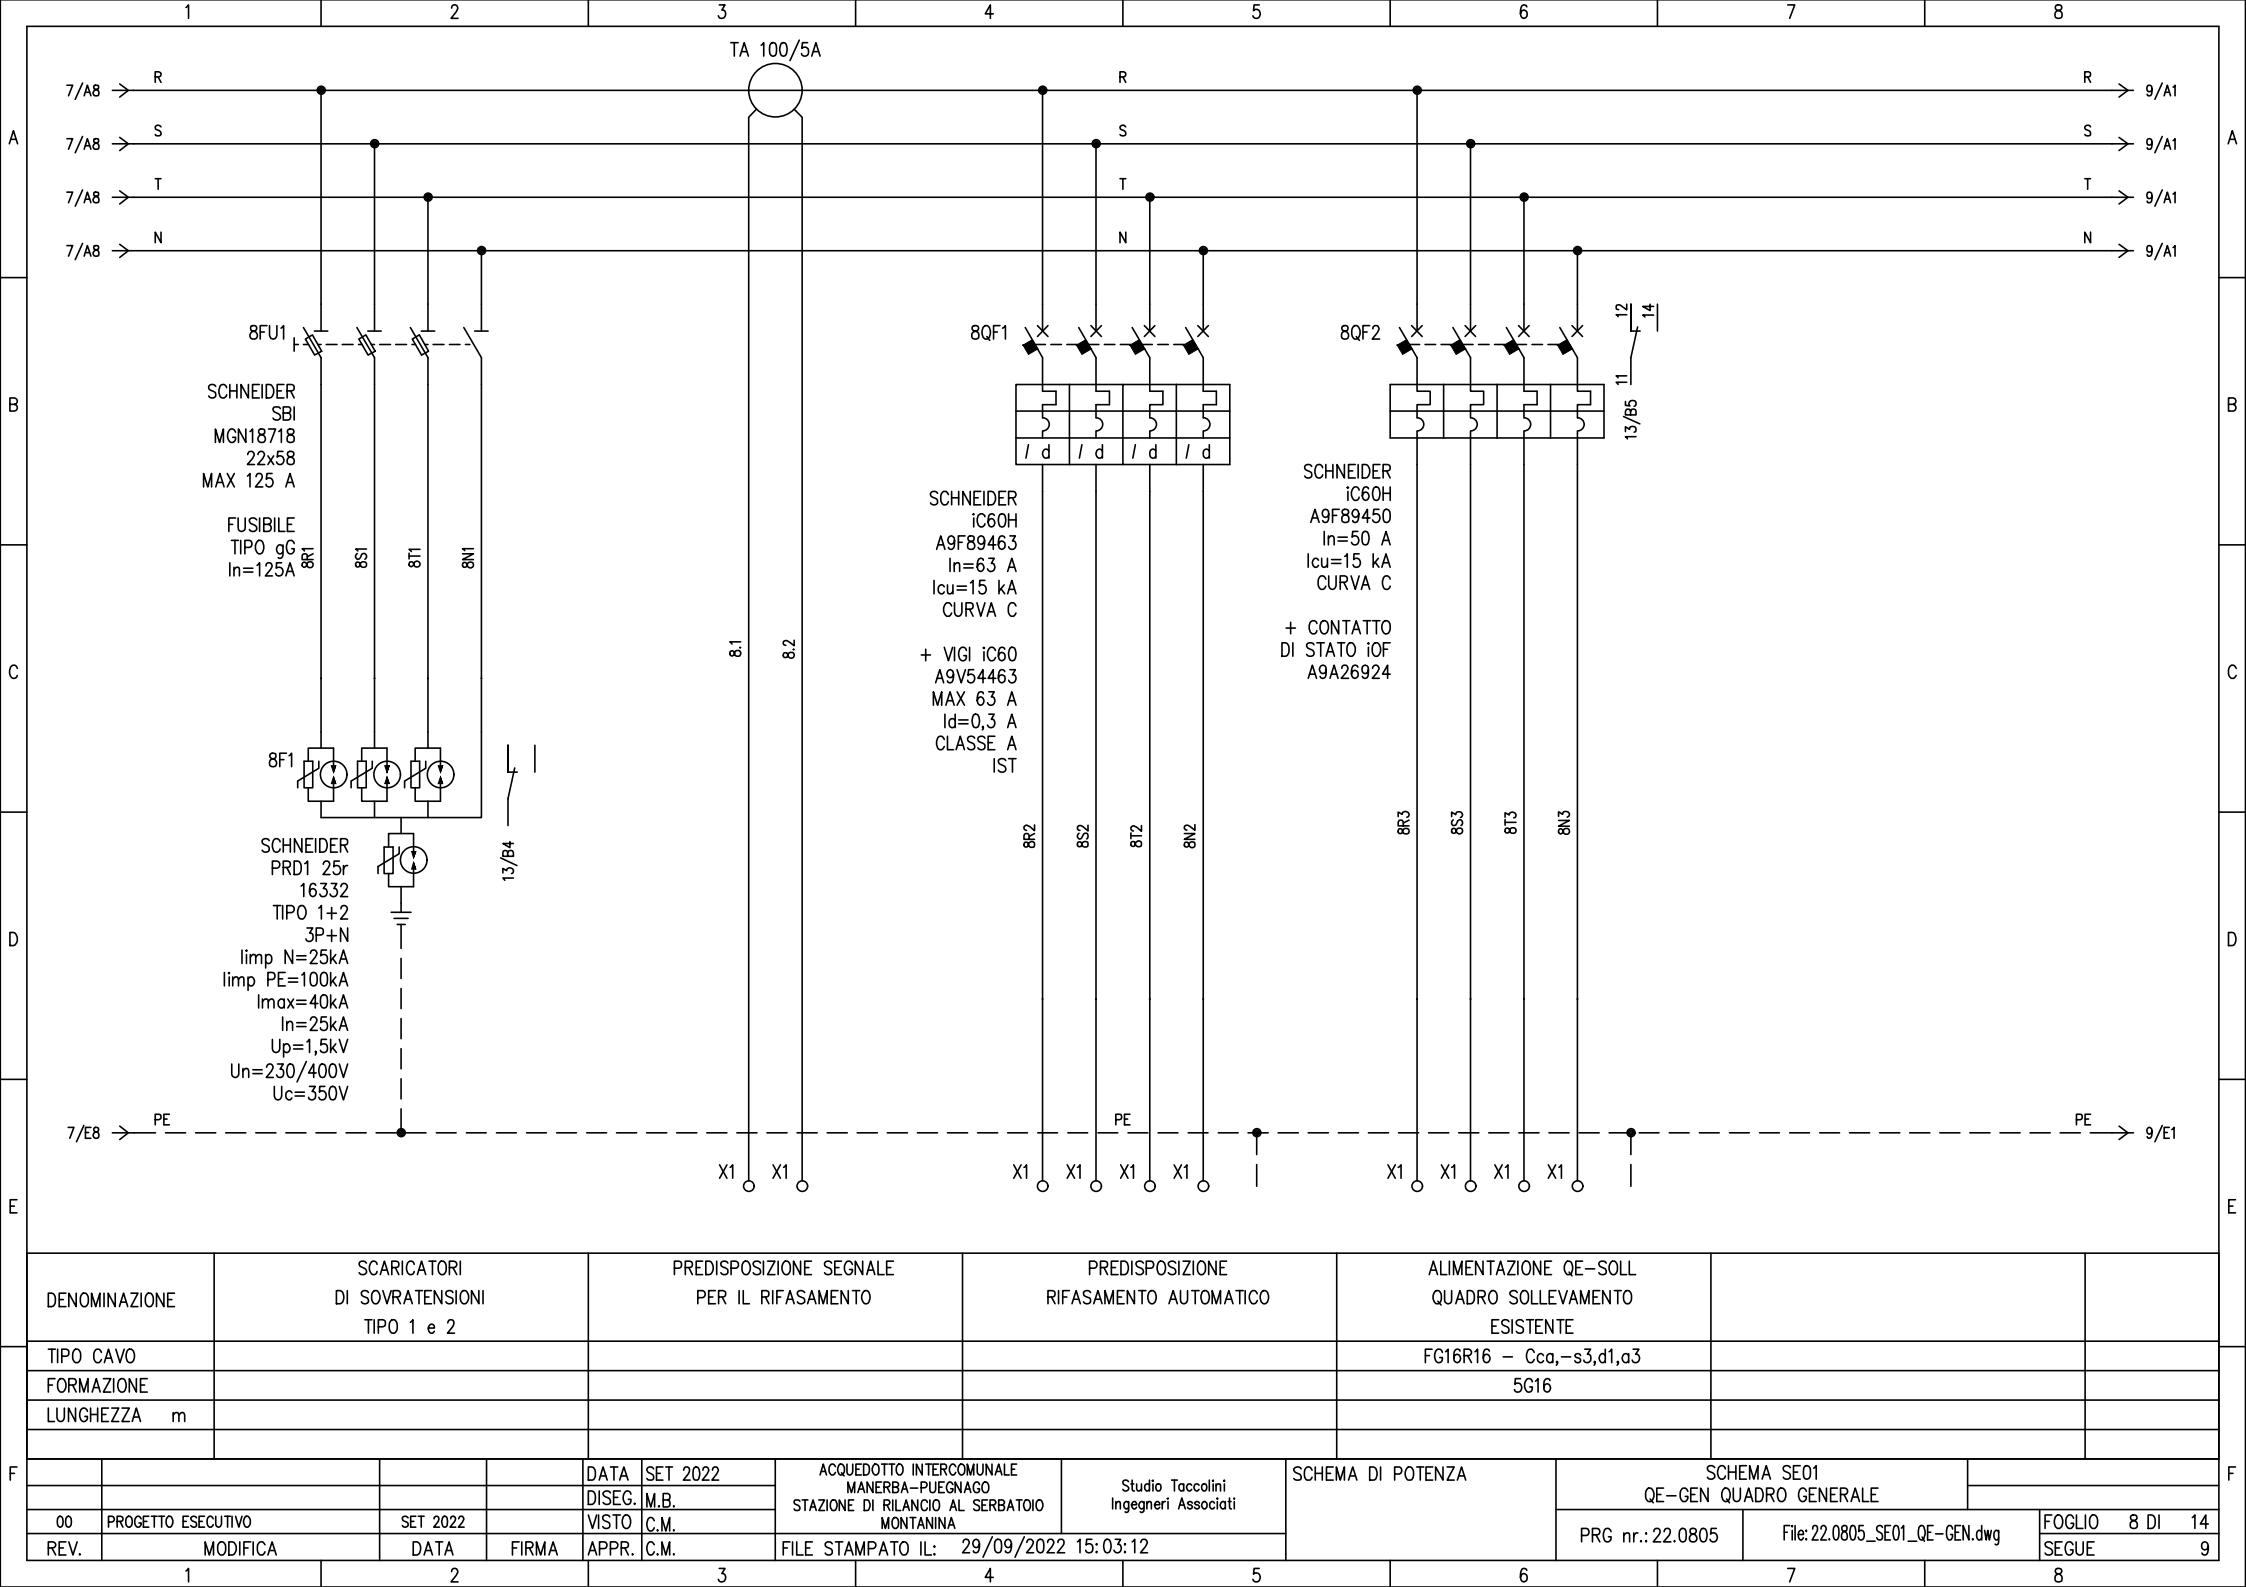 1 2 3 4 5 6 7 8
TA 100/5A
7/A8 R R R 9/A1
A A
7/A8 S S S 9/A1
7/A8 T T T 9/A1
7/A8 N N N 9/A1
B B
8FU1
SCHNEIDER
SBI
MGN18718
22x58
MAX 125 A
FUSIBILE
TIPO gG
In=125A
8R1 8S1 8T1 8N1
8F1
SCHNEIDER
PRD1 25r
16332
TIPO 1+2
3P+N
Iimp N=25kA
Iimp PE=100kA
Imax=40kA
In=25kA
Up=1,5kV
Un=230/400V
Uc=350V
13/B4
8.1 8.2
8QF1
I d I d I d I d
SCHNEIDER
iC60H
A9F89463
In=63 A
Icu=15 kA
CURVA C
+ VIGI iC60
A9V54463
MAX 63 A
Id=0,3 A
CLASSE A
IST
8R2 8S2 8T2 8N2
8QF2
12 14
11
13/B5
SCHNEIDER
iC60H
A9F89450
In=50 A
Icu=15 kA
CURVA C
+ CONTATTO
DI STATO iOF
A9A26924
8R3 8S3 8T3 8N3
C C
D D
7/E8 PE PE PE 9/E1
X1 X1 X1 X1 X1 X1 X1 X1 X1 X1
E E
DENOMINAZIONE
SCARICATORI
DI SOVRATENSIONI
TIPO 1 e 2
PREDISPOSIZIONE SEGNALE
PER IL RIFASAMENTO
PREDISPOSIZIONE
RIFASAMENTO AUTOMATICO
ALIMENTAZIONE QE-SOLL
QUADRO SOLLEVAMENTO
ESISTENTE
TIPO CAVO FG16R16 - Cca,-s3,d1,a3
FORMAZIONE 5G16
LUNGHEZZA m
F F
00 PROGETTO ESECUTIVO SET 2022
REV. MODIFICA DATA FIRMA
DATA SET 2022
DISEG. M.B.
VISTO C.M.
APPR. C.M.
ACQUEDOTTO INTERCOMUNALE
MANERBA-PUEGNAGO
STAZIONE DI RILANCIO AL SERBATOIO
MONTANINA
Studio Taccolini
Ingegneri Associati
FILE STAMPATO IL: 29/09/2022 15:03:12
SCHEMA DI POTENZA
SCHEMA SE01
QE-GEN QUADRO GENERALE
PRG nr.: 22.0805
File: 22.0805_SE01_QE-GEN.dwg
FOGLIO 8 DI 14
SEGUE 9
1 2 3 4 5 6 7 8